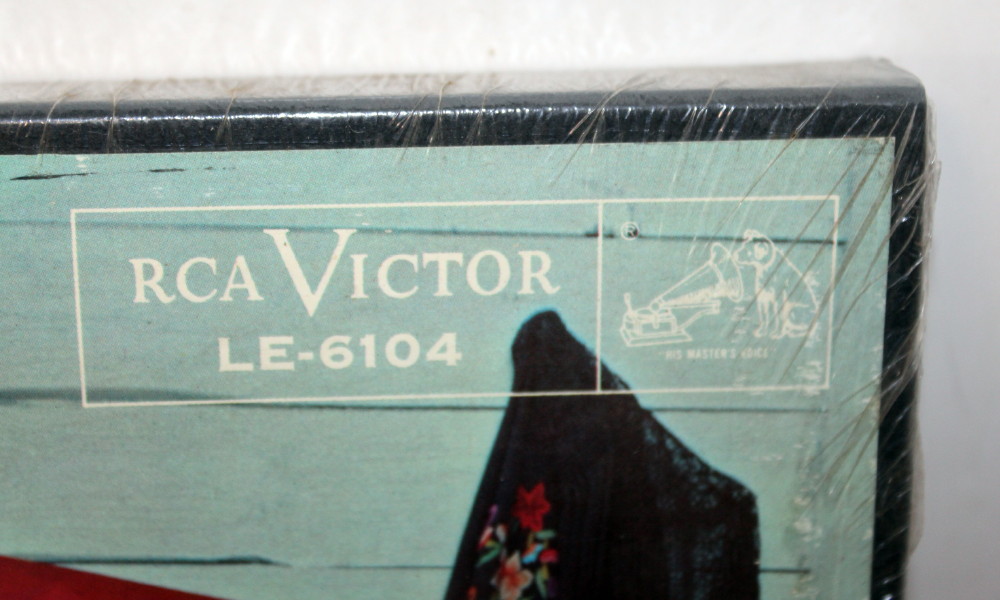 RCA VICTOR
LE-6104
®
"HIS MASTER'S VOICE"